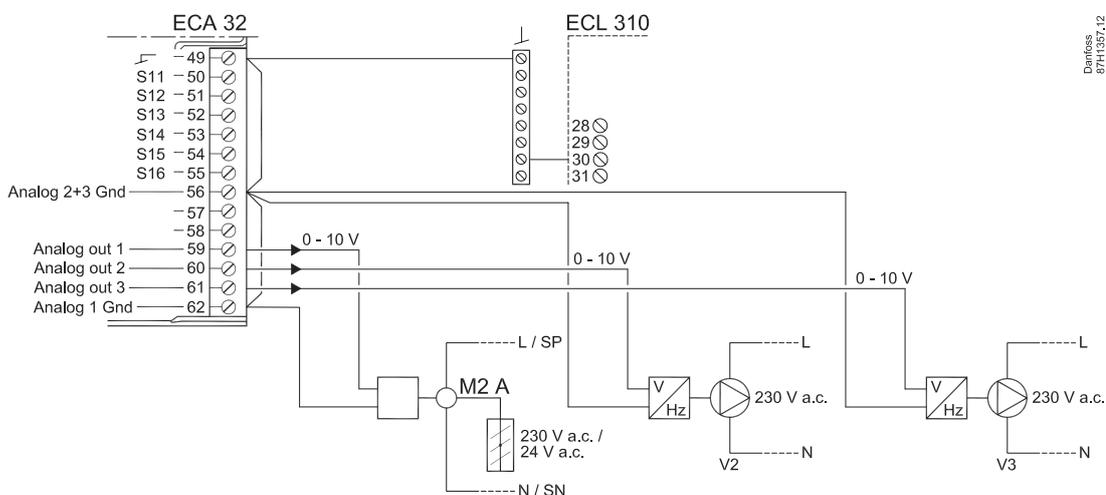 ECA 32
ECL 310
Danfoss
87H1357.12
49
S11 50
S12 51
S13 52
S14 53
S15 54
S16 55
Analog 2+3 Gnd 56
57
58
Analog out 1 59
Analog out 2 60
Analog out 3 61
Analog 1 Gnd 62
28
29
30
31
0 - 10 V
0 - 10 V
0 - 10 V
L / SP
M2 A
230 V a.c. /
24 V a.c.
N / SN
V
Hz
L
230 V a.c.
N
V2
V
Hz
L
230 V a.c.
N
V3